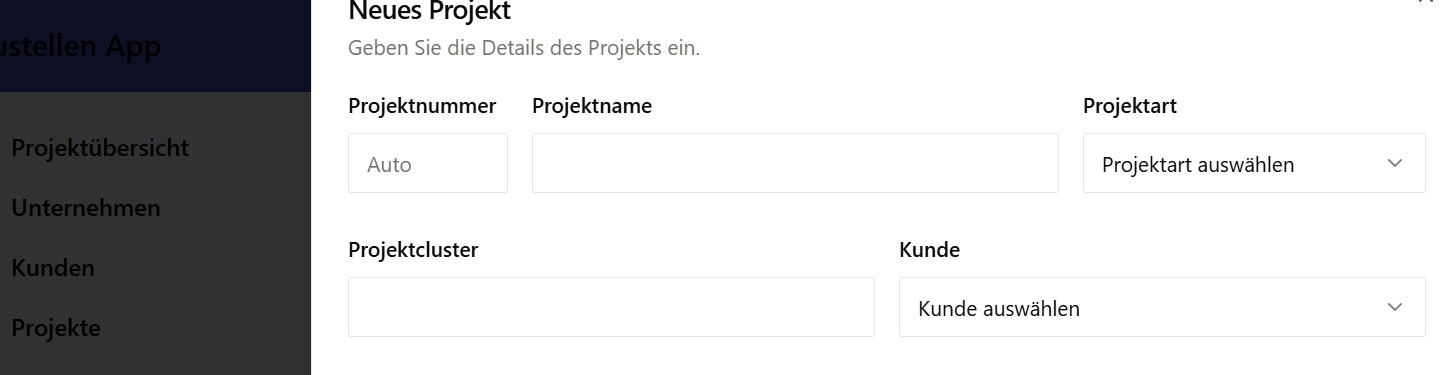 Neues Projekt
ustellen App
Geben Sie die Details des Projekts ein.
Projektnummer Projektname Projektart
Auto Projektart auswählen
Projektübersicht
Unternehmen
Projektcluster Kunde
Kunden
Kunde auswählen
Projekte